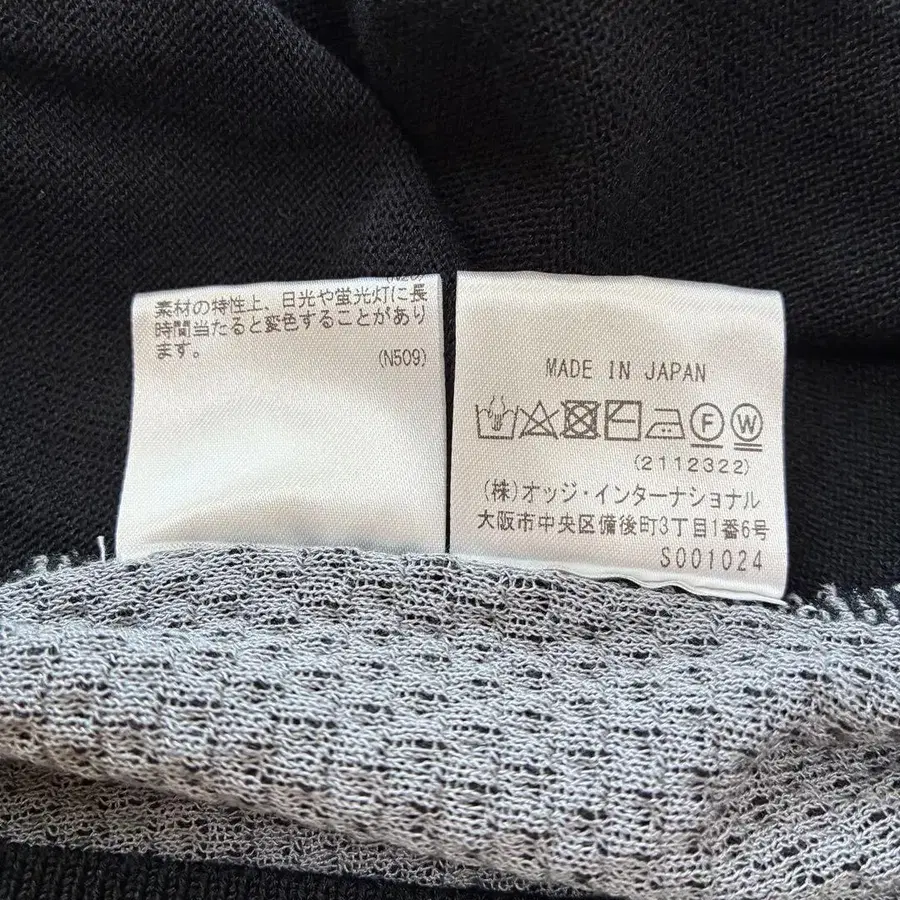 素材の特性上、日光や蛍光灯に長
時間当たると変色することがあり
ます。
(N509)
MADE IN JAPAN
F W
(2112322)
(株)オッジ・インターナショナル
大阪市中央区備後町3丁目1番6号
S001024